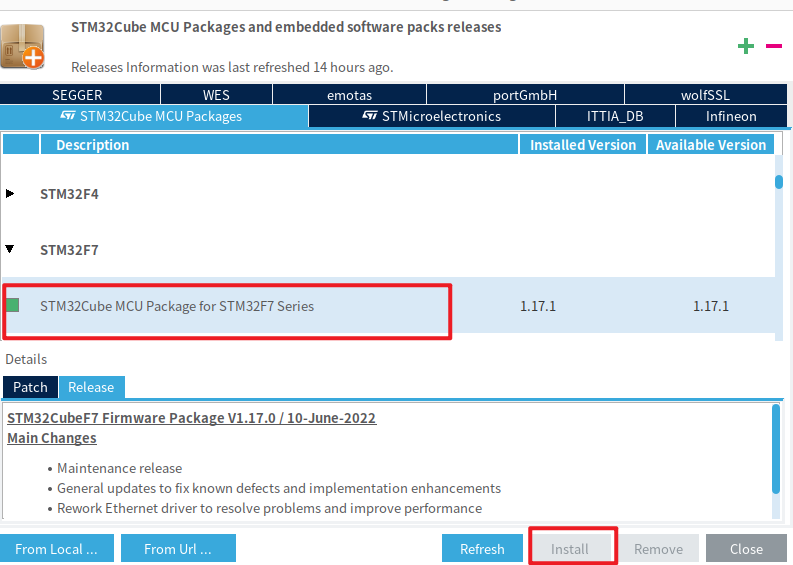 STM32Cube MCU Packages and embedded software packs releases
Releases Information was last refreshed 14 hours ago.
SEGGER WES emotas portGmbH wolfSSL
STM32Cube MCU Packages STMicroelectronics ITTIA_DB Infineon
Description Installed Version Available Version
STM32F4
STM32F7
STM32Cube MCU Package for STM32F7 Series 1.17.1 1.17.1
Details
Patch Release
STM32CubeF7 Firmware Package V1.17.0 / 10-June-2022
Main Changes
• Maintenance release
• General updates to fix known defects and implementation enhancements
• Rework Ethernet driver to resolve problems and improve performance
From Local ... From Url ... Refresh Install Remove Close